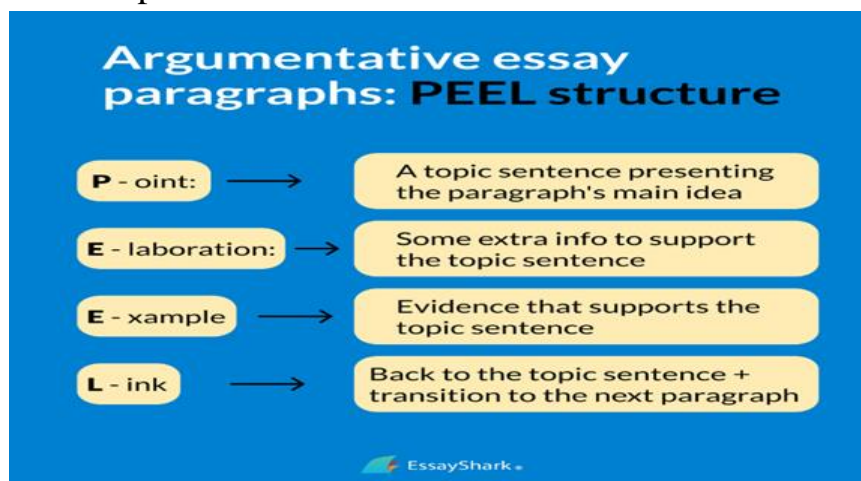 Argumentative essay
paragraphs: PEEL structure
P - oint:
A topic sentence presenting
the paragraph's main idea
E - laboration:
Some extra info to support
the topic sentence
E - xample
Evidence that supports the
topic sentence
L - ink
Back to the topic sentence +
transition to the next paragraph
EssayShark